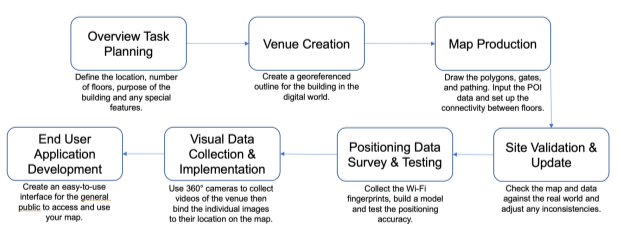 Overview Task
Planning
Define the location, number
of floors, purpose of the
building and any special
features.
Venue Creation
Create a georeferenced
outline for the building in the
digital world.
Map Production
Draw the polygons, gates,
and pathing. Input the POI
data and set up the
connectivity between floors.
Site Validation &
Update
Check the map and data
against the real world and
adjust any inconsistencies.
Positioning Data
Survey & Testing
Collect the Wi-Fi
fingerprints, build a model
and test the positioning
accuracy.
Visual Data
Collection &
Implementation
Use 360° cameras to collect
videos of the venue then
bind the individual images
to their location on the map.
End User
Application
Development
Create an easy-to-use
interface for the general
public to access and use
your map.